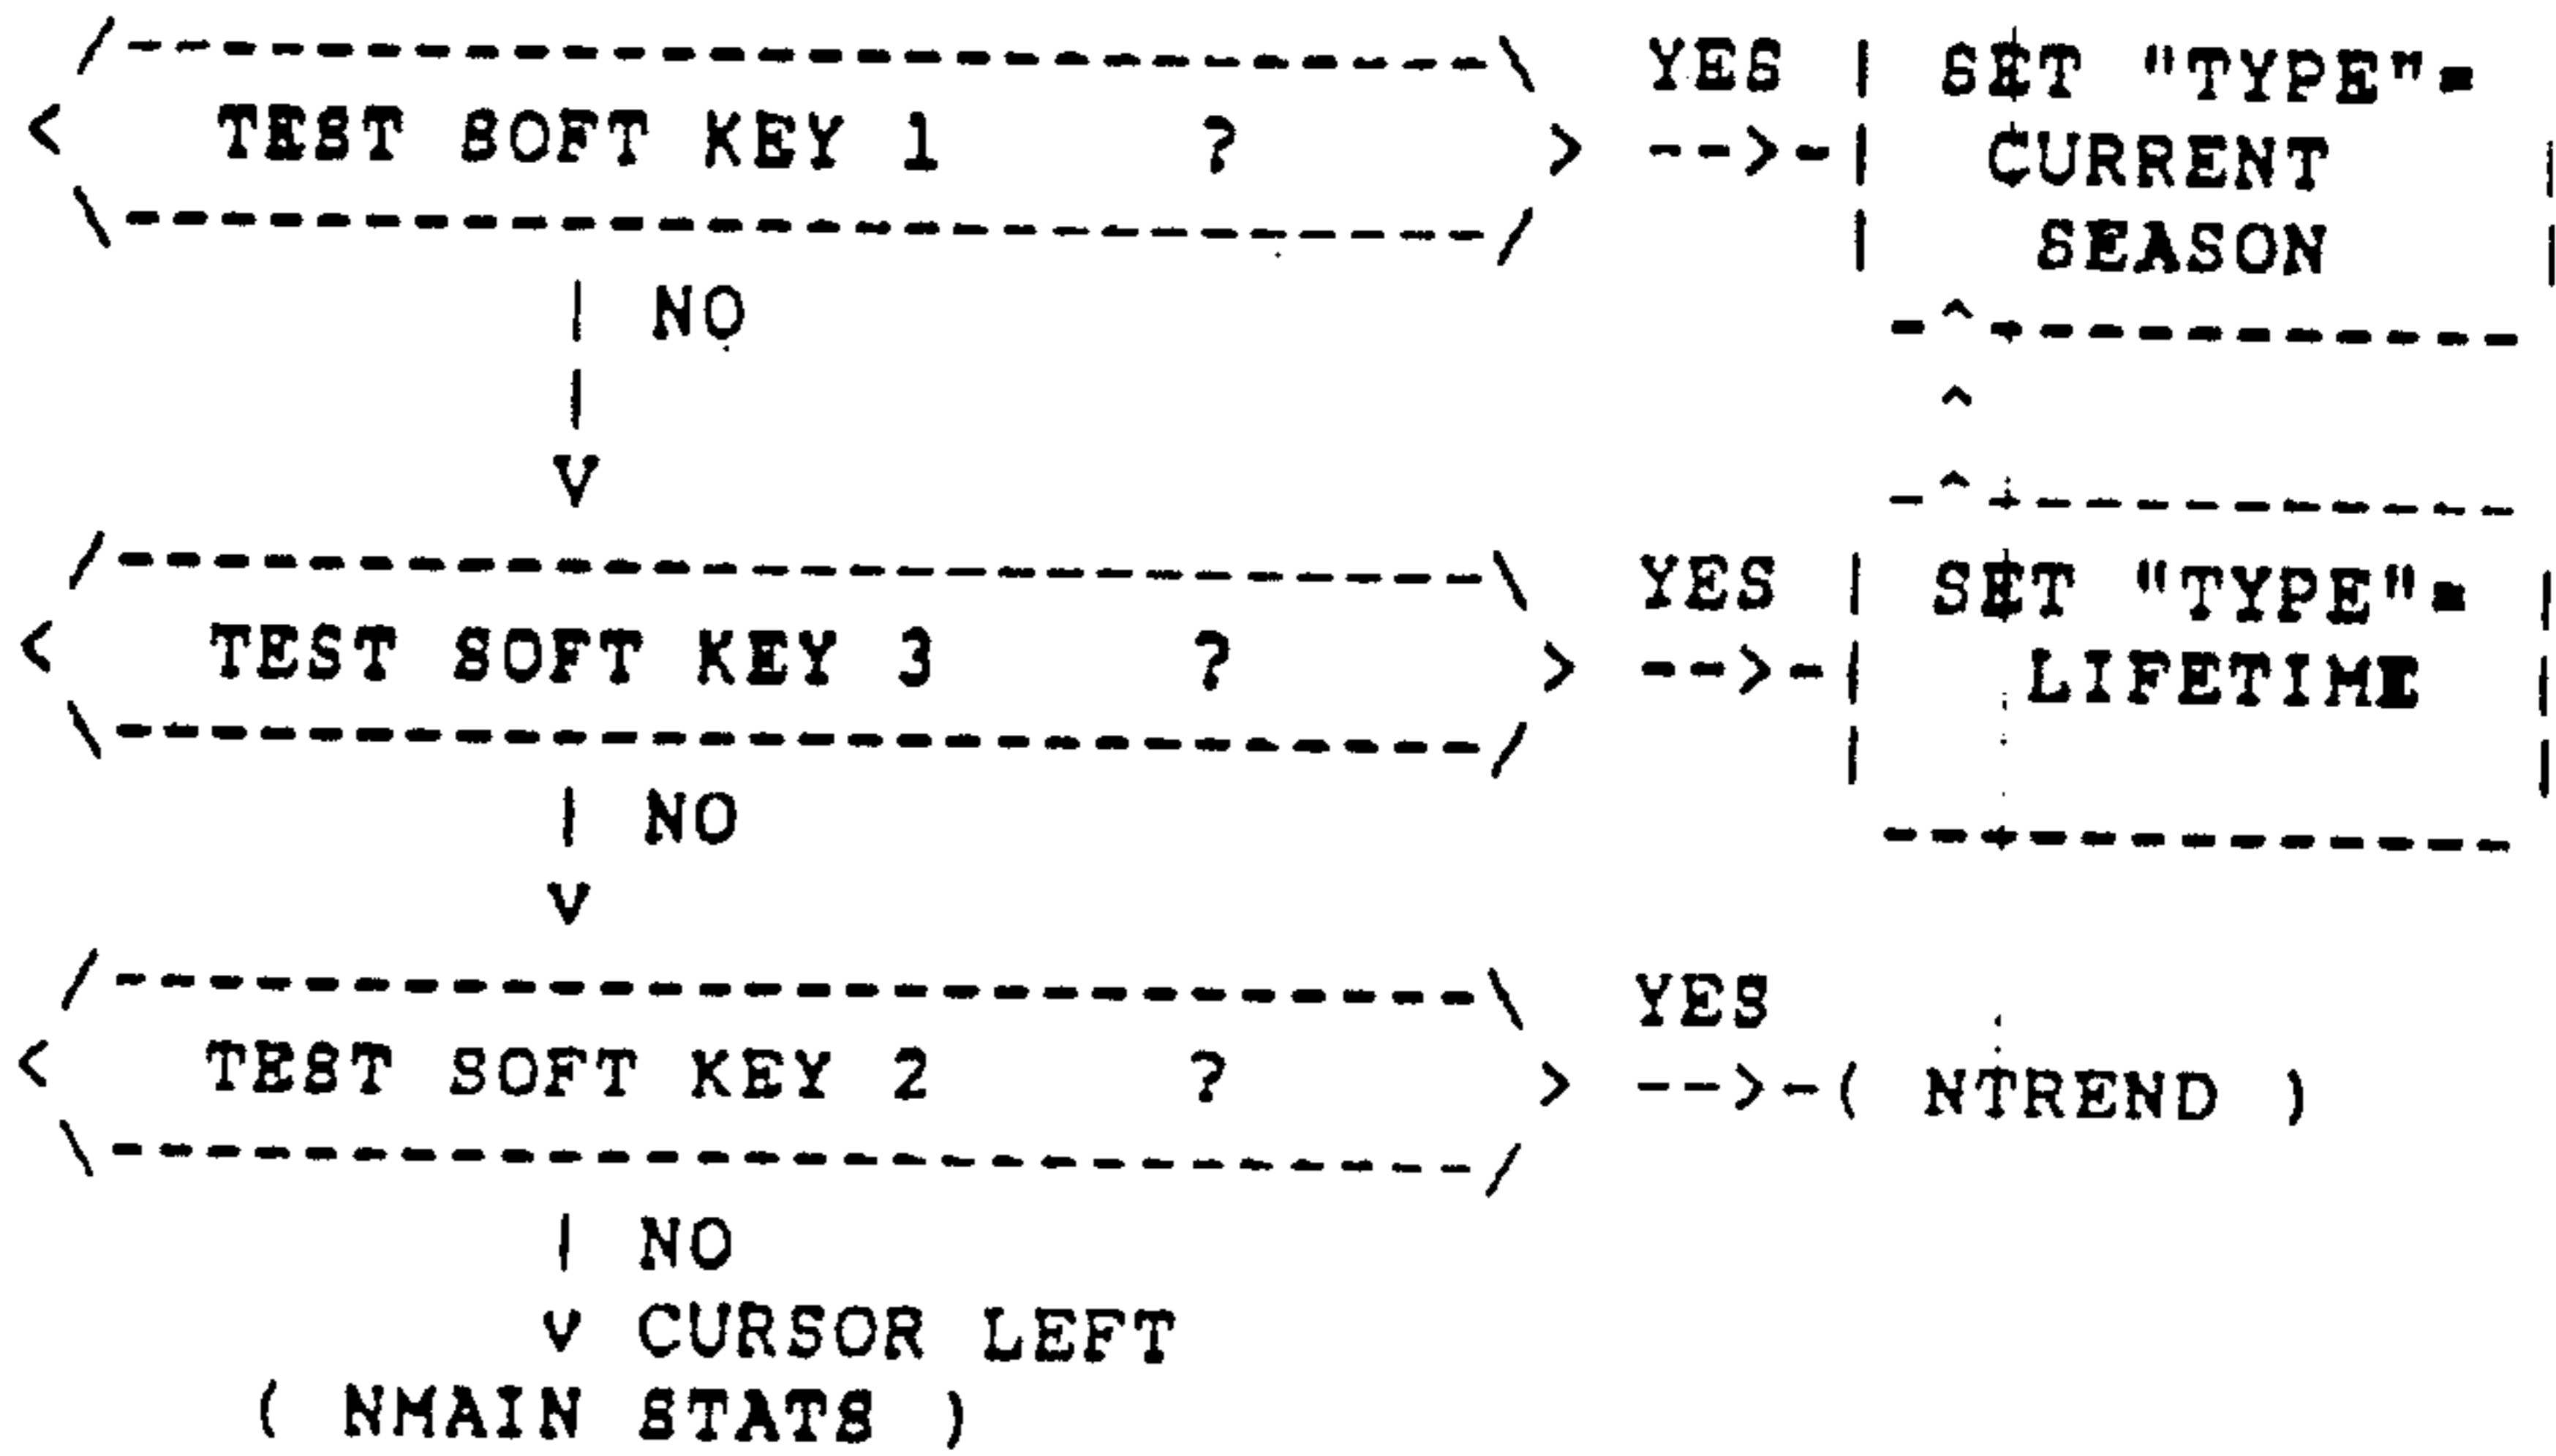 /-----------------------------\ YES | SET "TYPE"=
< TEST SOFT KEY 1 ? > -->-| CURRENT |
\-----------------------------/ | SEASON |
| NO
-^-----------
| ^
V -^-----------
/-----------------------------\ YES | SET "TYPE"= |
< TEST SOFT KEY 3 ? > -->-| LIFETIME |
\-----------------------------/ | |
| NO -------------
v
/-----------------------------\ YES
< TEST SOFT KEY 2 ? > -->-( NTREND )
\-----------------------------/
| NO
v CURSOR LEFT
( NMAIN STATS )